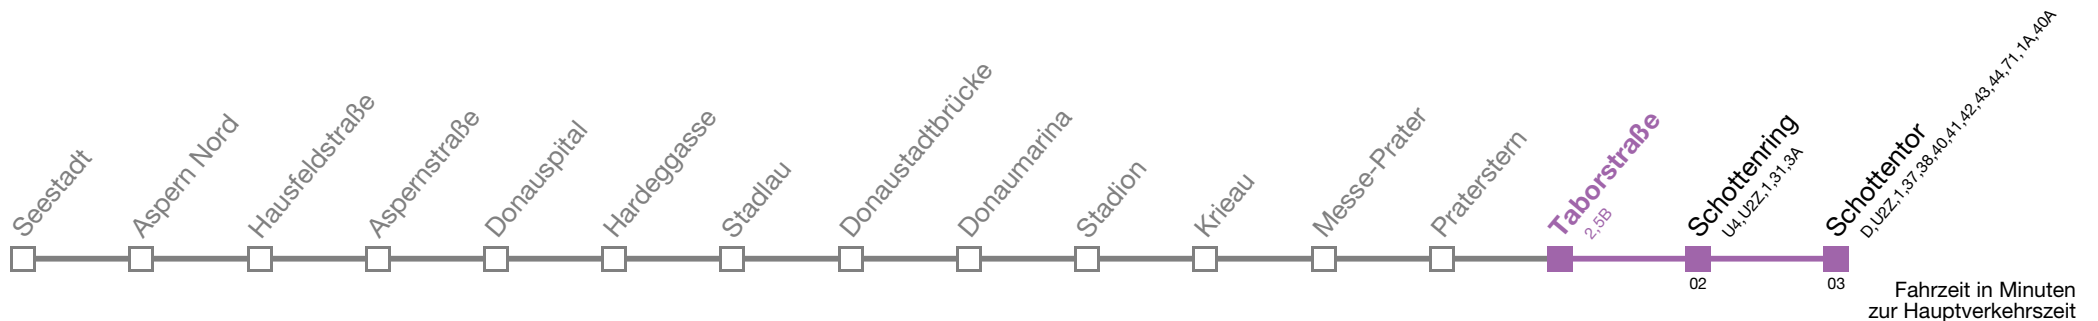 Seestadt
Aspern Nord
Hausfeldstraße
Aspernstraße
Donauspital
Hardeggasse
Stadlau
Donaustadtbrücke
Donaumarina
Stadion
Krieau
Messe-Prater
Praterstern
Taborstraße
2,5B
Schottenring
U4,U2Z,1,31,3A
Schottentor
D,U2Z,1,37,38,40,41,42,43,44,71,1A,40A
02
03
Fahrzeit in Minuten
zur Hauptverkehrszeit